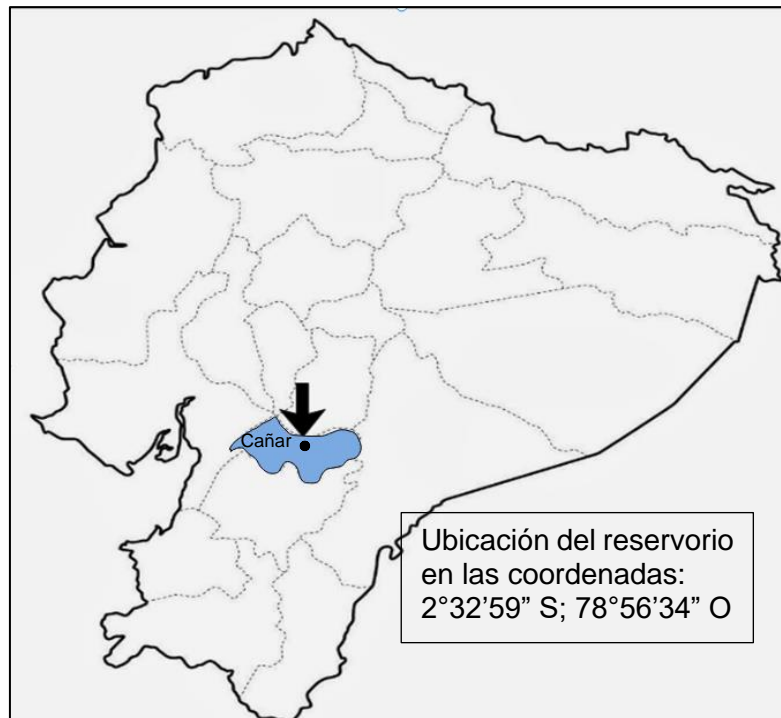 Cañar
Ubicación del reservorio
en las coordenadas:
2°32’59” S; 78°56’34” O